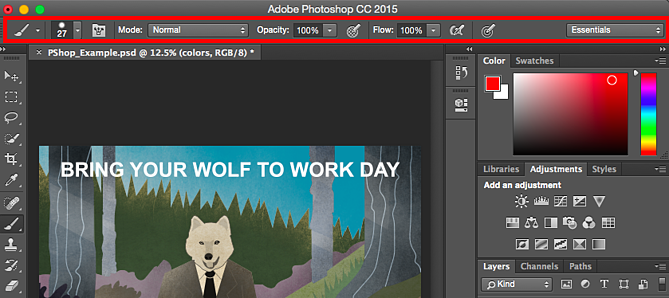 Adobe Photoshop CC 2015
27 Mode: Normal Opacity: 100% Flow: 100% Essentials
× PShop_Example.psd @ 12.5% (colors, RGB/8) *
Color Swatches
BRING YOUR WOLF TO WORK DAY
Libraries Adjustments Styles
Add an adjustment
Layers Channels Paths
Kind